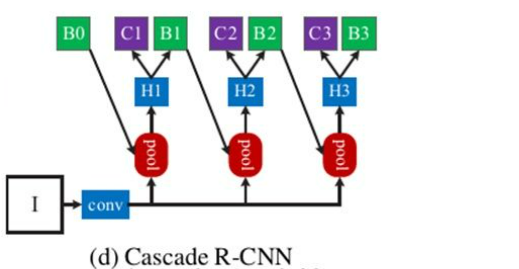 B0 C1 B1 C2 B2 C3 B3
H1 H2 H3
pool pool pool
I conv
(d) Cascade R-CNN